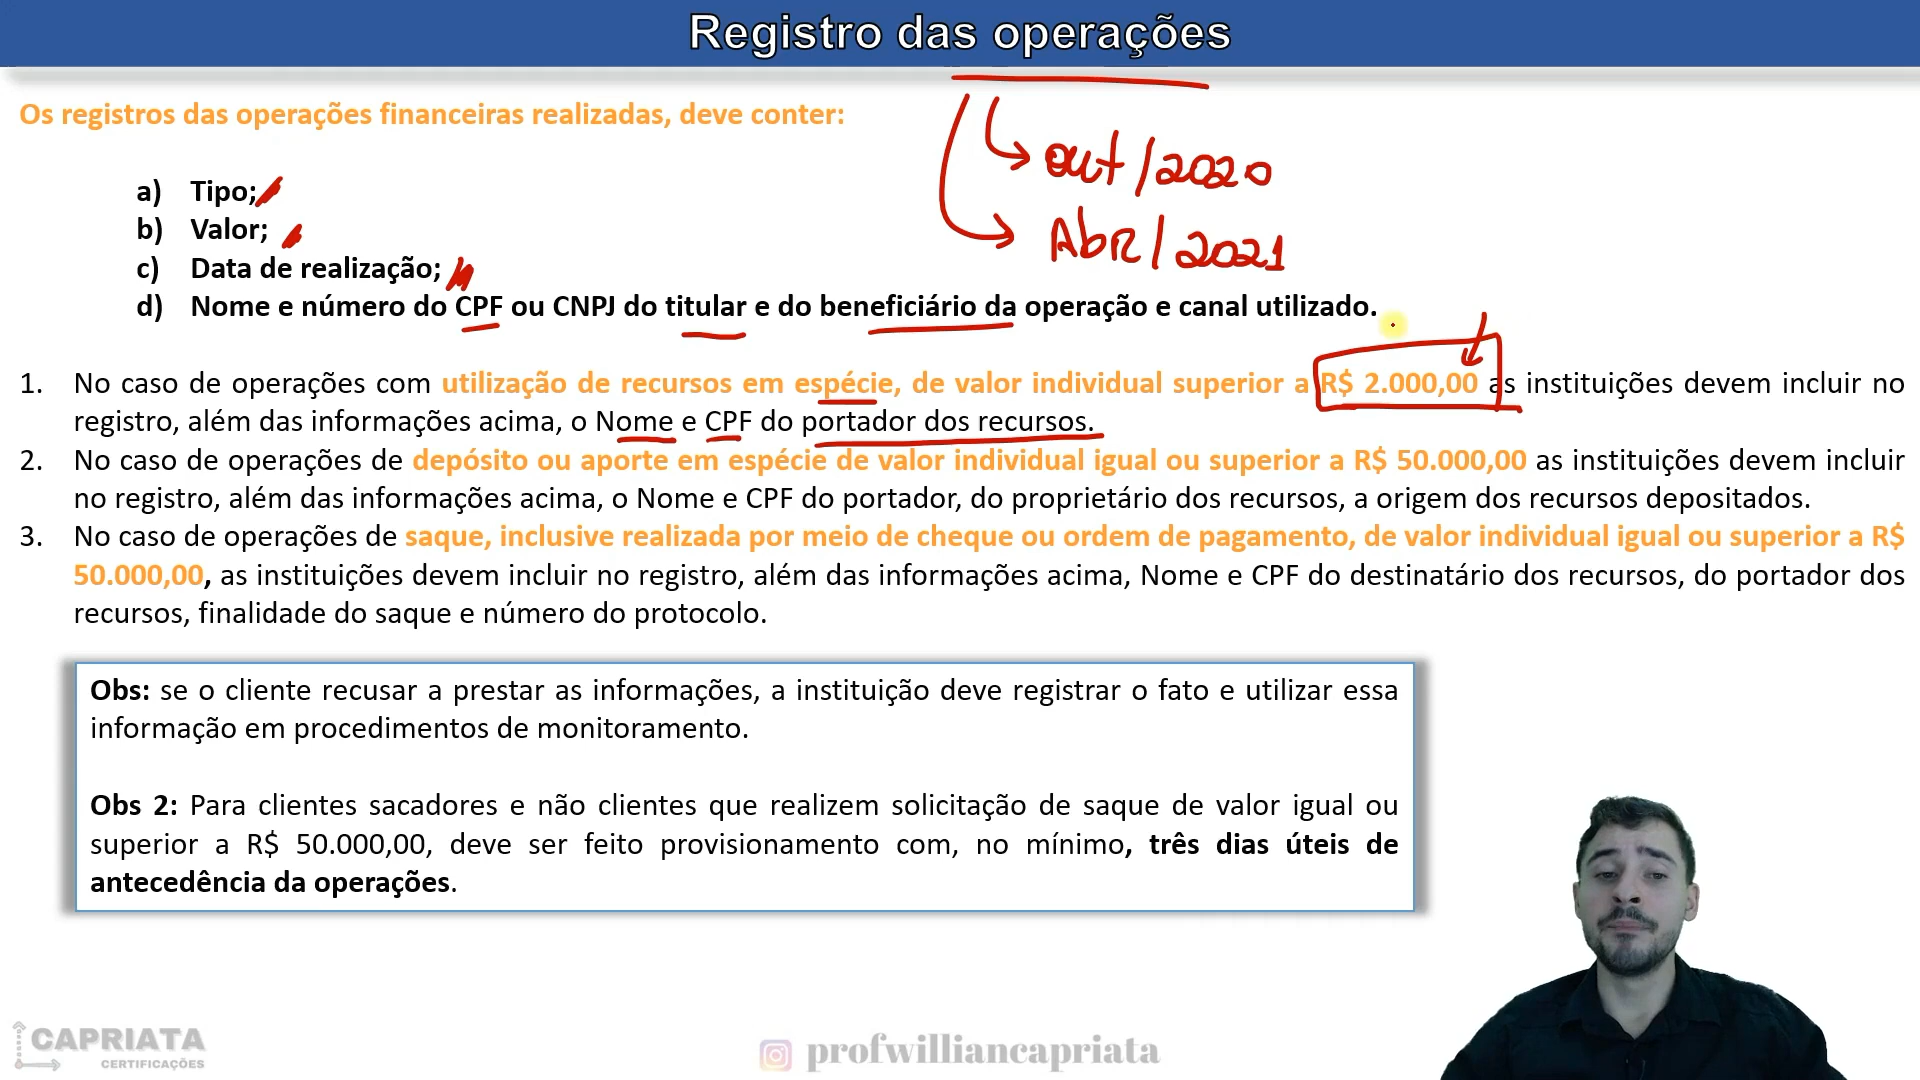 Registro das operações
Os registros das operações financeiras realizadas, deve conter:
out/2020
Abr/2021
a) Tipo;
b) Valor;
c) Data de realização;
d) Nome e número do CPF ou CNPJ do titular e do beneficiário da operação e canal utilizado.
1. No caso de operações com utilização de recursos em espécie, de valor individual superior a R$ 2.000,00 as instituições devem incluir no
registro, além das informações acima, o Nome e CPF do portador dos recursos.
2. No caso de operações de depósito ou aporte em espécie de valor individual igual ou superior a R$ 50.000,00 as instituições devem incluir
no registro, além das informações acima, o Nome e CPF do portador, do proprietário dos recursos, a origem dos recursos depositados.
3. No caso de operações de saque, inclusive realizada por meio de cheque ou ordem de pagamento, de valor individual igual ou superior a R$
50.000,00, as instituições devem incluir no registro, além das informações acima, Nome e CPF do destinatário dos recursos, do portador dos
recursos, finalidade do saque e número do protocolo.
Obs: se o cliente recusar a prestar as informações, a instituição deve registrar o fato e utilizar essa
informação em procedimentos de monitoramento.
Obs 2: Para clientes sacadores e não clientes que realizem solicitação de saque de valor igual ou
superior a R$ 50.000,00, deve ser feito provisionamento com, no mínimo, três dias úteis de
antecedência da operações.
CAPRIATA
CERTIFICAÇÕES
profwilliancapriata